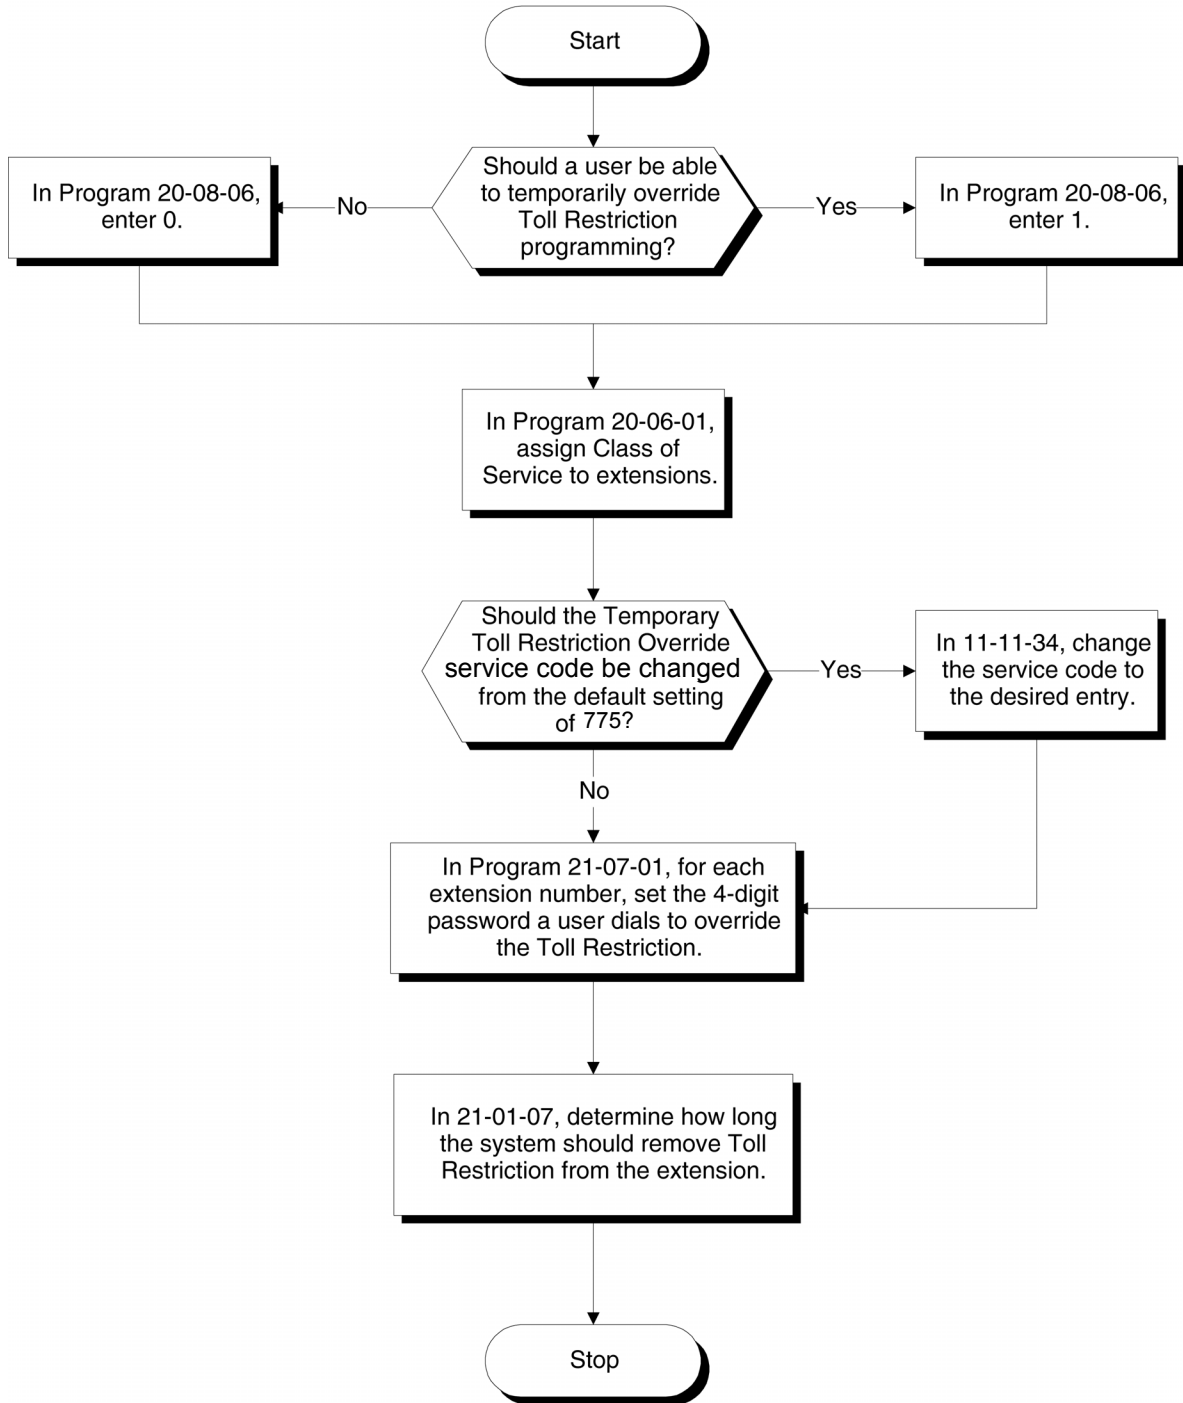 Start
Should a user be able
to temporarily override
Toll Restriction
programming?
No
Yes
In Program 20-08-06,
enter 0.
In Program 20-08-06,
enter 1.
In Program 20-06-01,
assign Class of
Service to extensions.
Should the Temporary
Toll Restriction Override
service code be changed
from the default setting
of 775?
Yes
In 11-11-34, change
the service code to
the desired entry.
No
In Program 21-07-01, for each
extension number, set the 4-digit
password a user dials to override
the Toll Restriction.
In 21-01-07, determine how long
the system should remove Toll
Restriction from the extension.
Stop